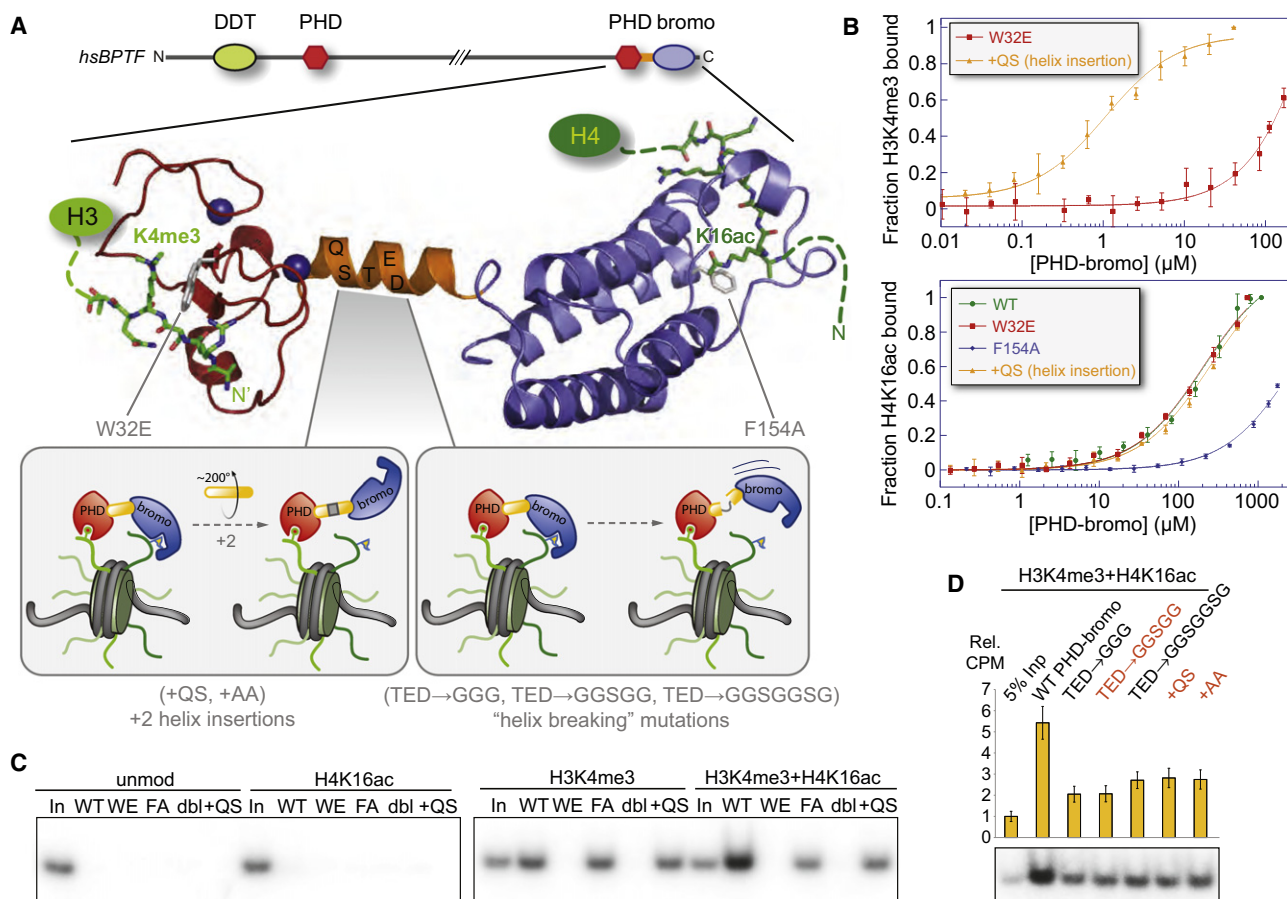 A
DDT
PHD
PHD bromo
hsBPTF
N
C
H3
K4me3
N'
W32E
Q
S
T
E
D
H4
K16ac
N
F154A
~200°
PHD
bromo
+2
PHD
bromo
PHD
bromo
PHD
bromo
(+QS, +AA)
+2 helix insertions
(TED→GGG, TED→GGSGG, TED→GGSGGSG)
"helix breaking" mutations
B
Fraction H3K4me3 bound
1
0.8
0.6
0.4
0.2
0
W32E
+QS (helix insertion)
0.01 0.1 1 10 100
[PHD-bromo] (μM)
Fraction H4K16ac bound
1
0.8
0.6
0.4
0.2
0
WT
W32E
F154A
+QS (helix insertion)
0.1 1 10 100 1000
[PHD-bromo] (μM)
C
unmod H4K16ac H3K4me3 H3K4me3+H4K16ac
In WT WE FA dbl +QS In WT WE FA dbl +QS In WT WE FA dbl +QS In WT WE FA dbl +QS
D
H3K4me3+H4K16ac
Rel.
CPM
5% Inp
WT PHD-bromo
TED→GGG
TED→GGSGG
TED→GGSGGSG
+QS
+AA
7
6
5
4
3
2
1
0